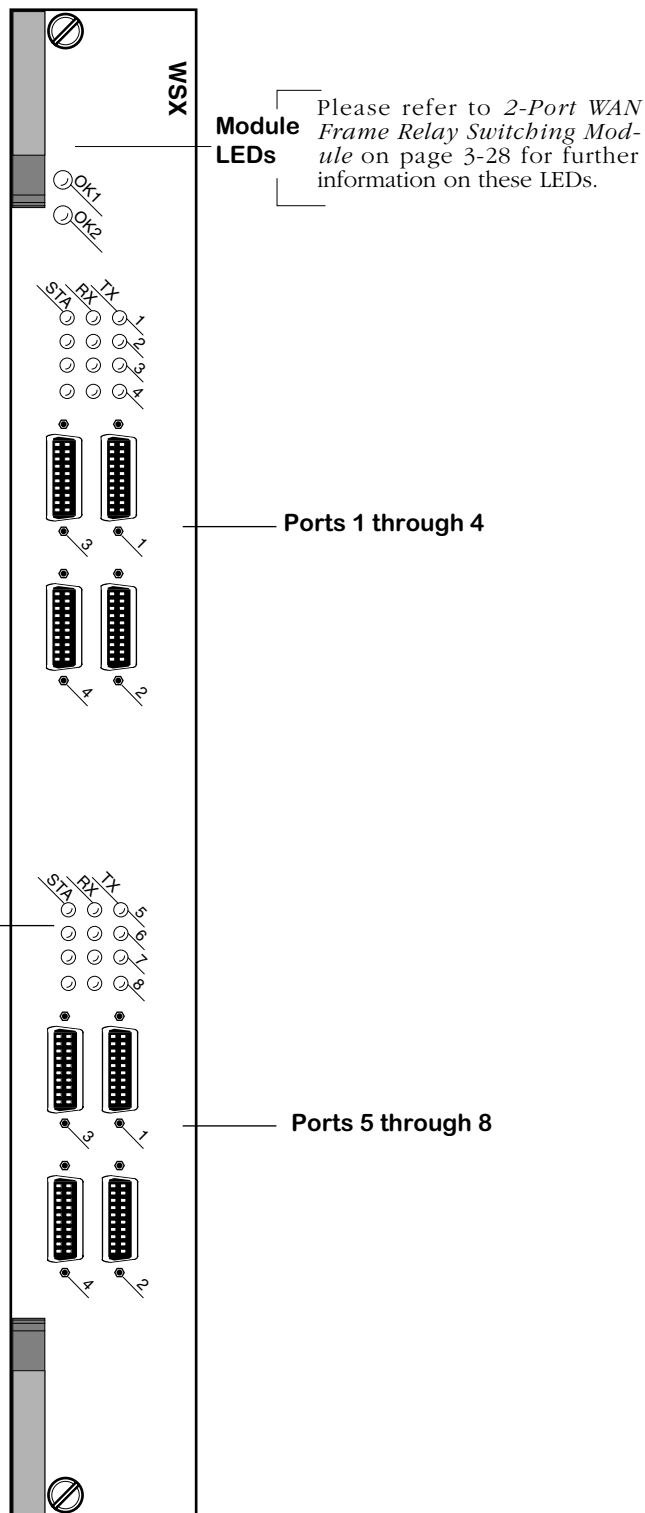 WSX
Module
LEDs
Please refer to 2-Port WAN
Frame Relay Switching Mod-
ule on page 3-28 for further
information on these LEDs.
OK1
OK2
STA RX TX
1
2
3
4
3 1
Ports 1 through 4
4 2
STA RX TX
5
6
7
8
3 1
Ports 5 through 8
4 2